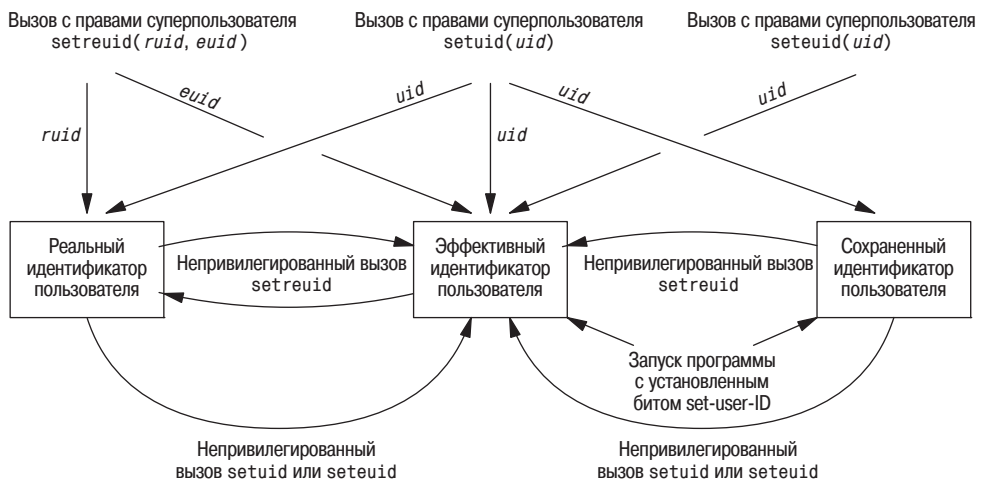 Вызов с правами суперпользователя
setreuid(ruid, euid)
Вызов с правами суперпользователя
setuid(uid)
Вызов с правами суперпользователя
seteuid(uid)
ruid
euid
uid
uid
uid
uid
Реальный
идентификатор
пользователя
Непривилегированный вызов
setreuid
Эффективный
идентификатор
пользователя
Непривилегированный вызов
setreuid
Сохраненный
идентификатор
пользователя
Запуск программы
с установленным
битом set-user-ID
Непривилегированный
вызов setuid или seteuid
Непривилегированный
вызов setuid или seteuid